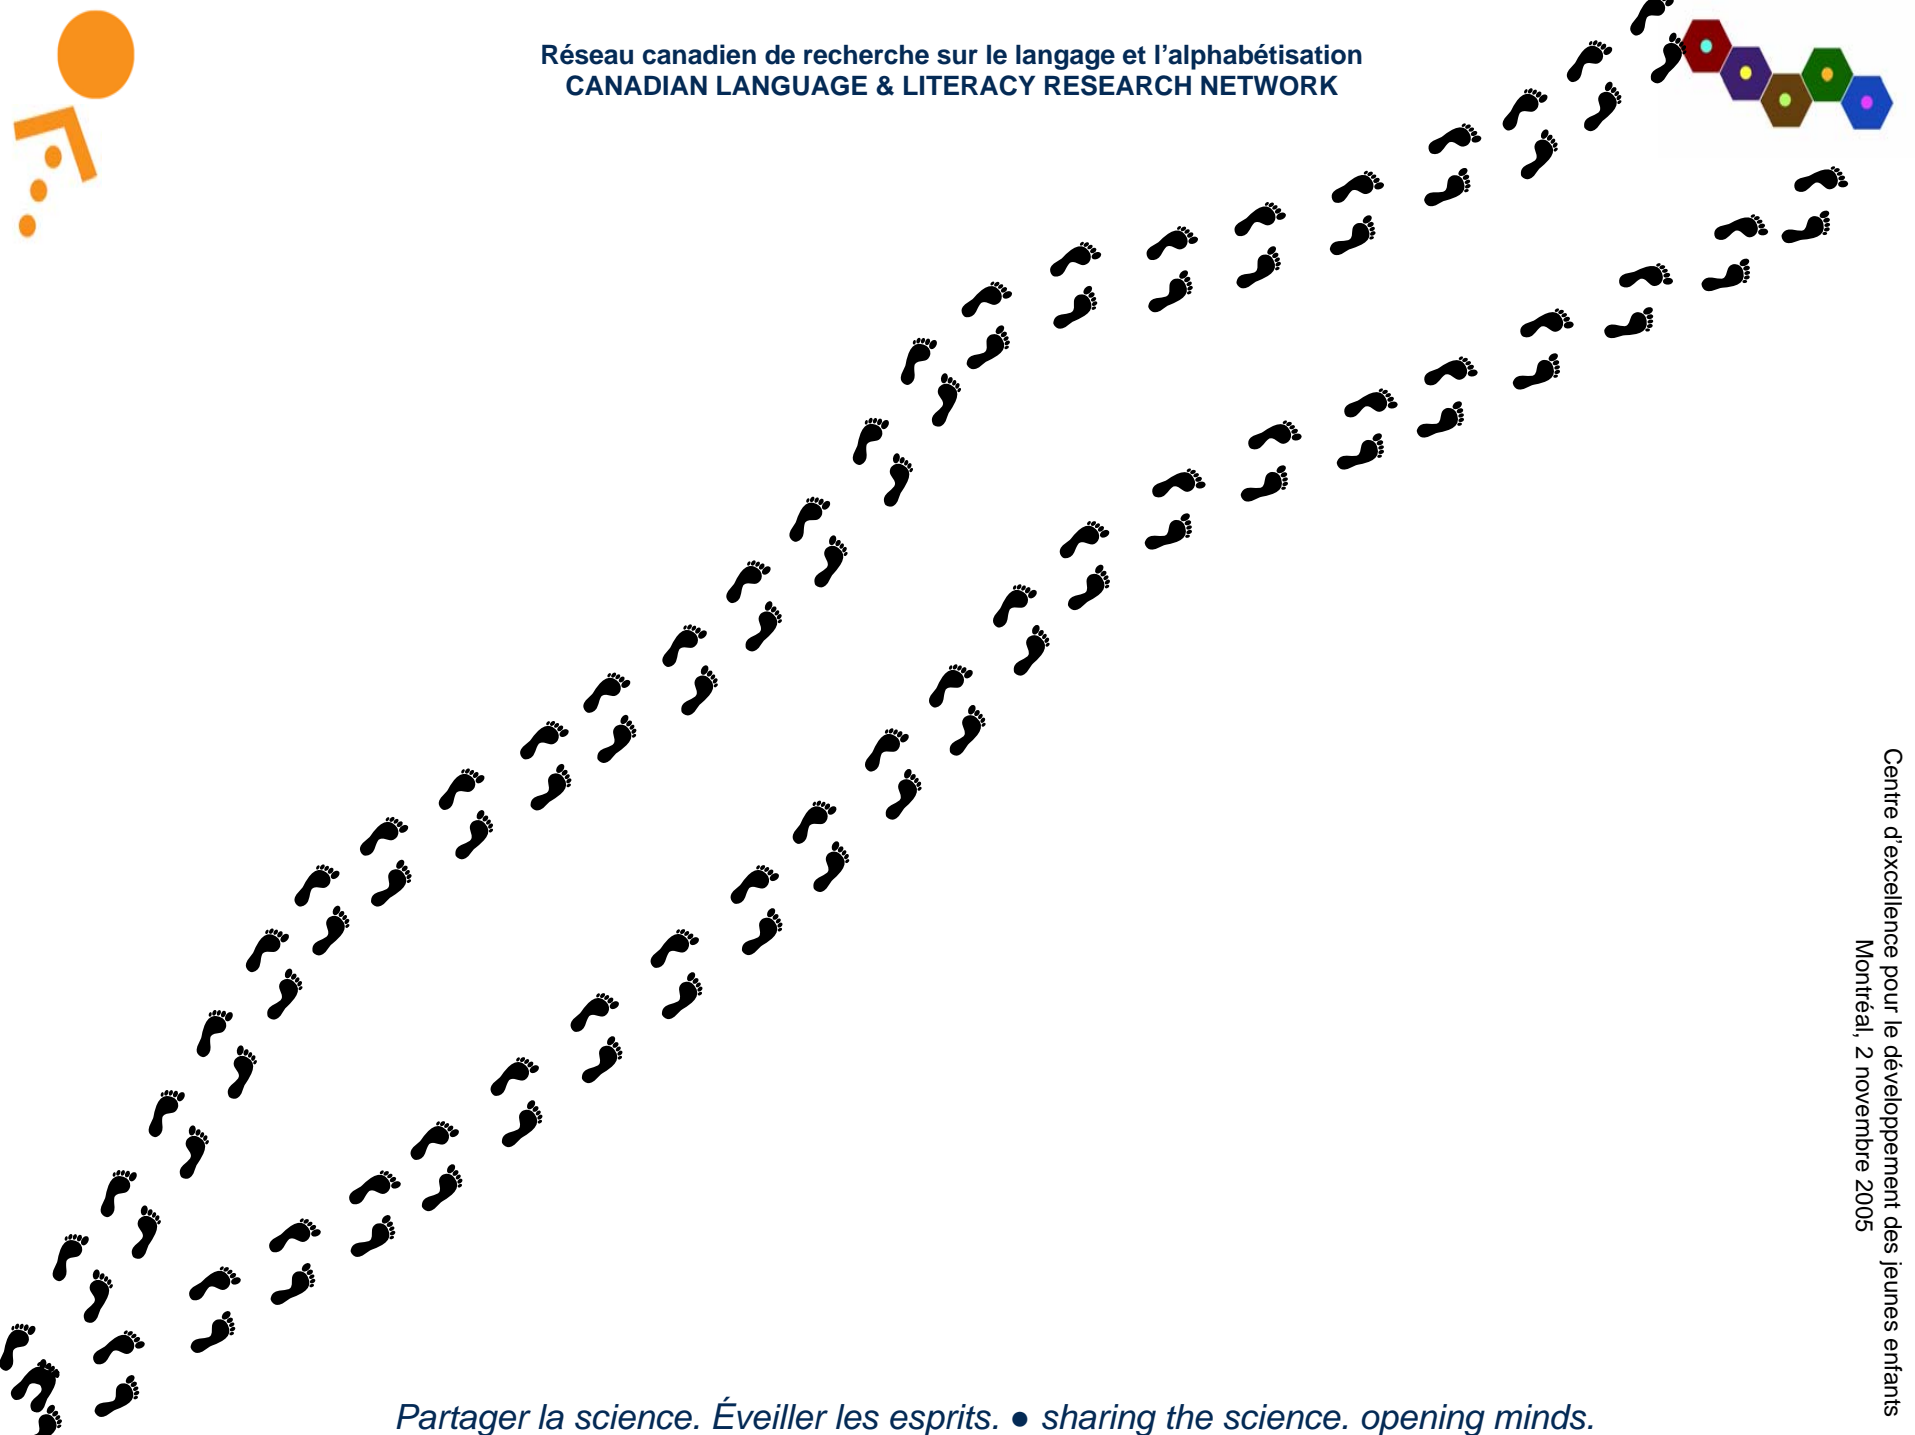 Réseau canadien de recherche sur le langage et l’alphabétisation
CANADIAN LANGUAGE & LITERACY RESEARCH NETWORK
Centre d’excellence pour le développement des jeunes enfants
Montréal, 2 novembre 2005
Partager la science. Éveiller les esprits. ● sharing the science. opening minds.